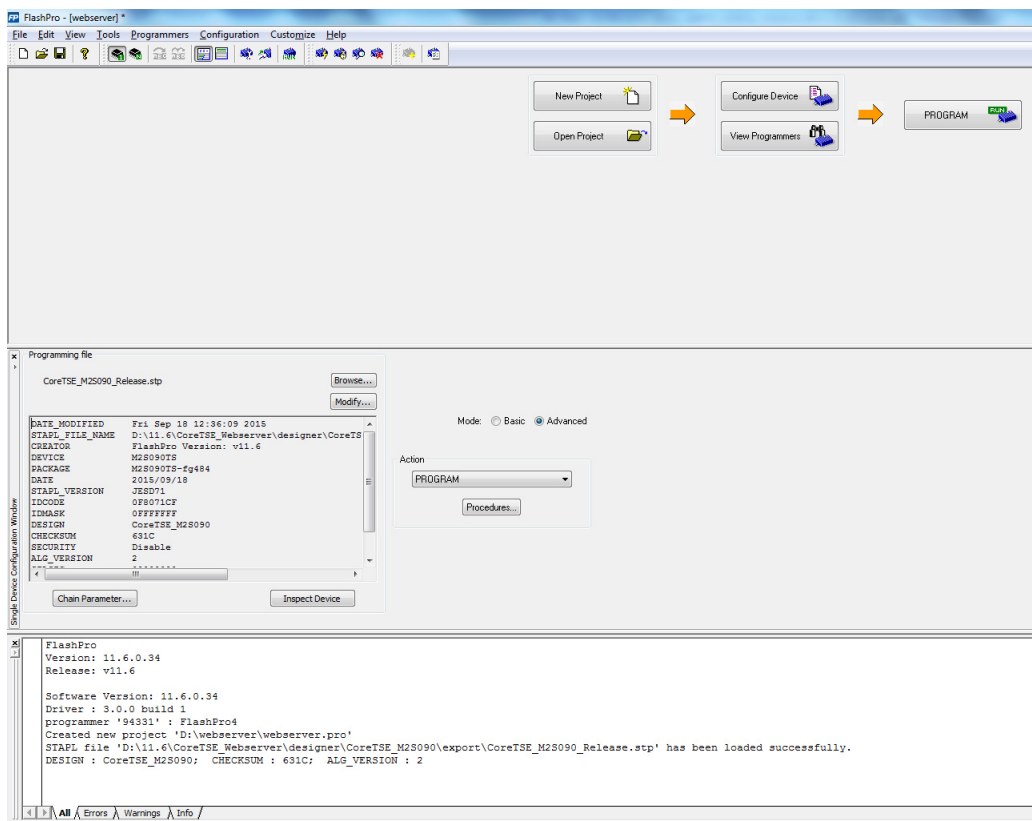 FlashPro - [webserver] *
File Edit View Tools Programmers Configuration Customize Help
New Project
Configure Device
PROGRAM
RUN
Open Project
View Programmers
Programming file
CoreTSE_M2S090_Release.stp
Browse...
Modify...
DATE_MODIFIED Fri Sep 18 12:36:09 2015
STAPL_FILE_NAME D:\11.6\CoreTSE_Webserver\designer\CoreTS
CREATOR FlashPro Version: v11.6
DEVICE M2S090TS
PACKAGE M2S090TS-fg484
DATE 2015/09/18
STAPL_VERSION JESD71
IDCODE 0F8071CF
IDMASK 0FFFFFFF
DESIGN CoreTSE_M2S090
CHECKSUM 631C
SECURITY Disable
ALG_VERSION 2
Chain Parameter...
Inspect Device
Mode: Basic Advanced
Action
PROGRAM
Procedures...
Single Device Configuration Window
FlashPro
Version: 11.6.0.34
Release: v11.6
Software Version: 11.6.0.34
Driver : 3.0.0 build 1
programmer '94331' : FlashPro4
Created new project 'D:\webserver\webserver.pro'
STAPL file 'D:\11.6\CoreTSE_Webserver\designer\CoreTSE_M2S090\export\CoreTSE_M2S090_Release.stp' has been loaded successfully.
DESIGN : CoreTSE_M2S090; CHECKSUM : 631C; ALG_VERSION : 2
All Errors Warnings Info